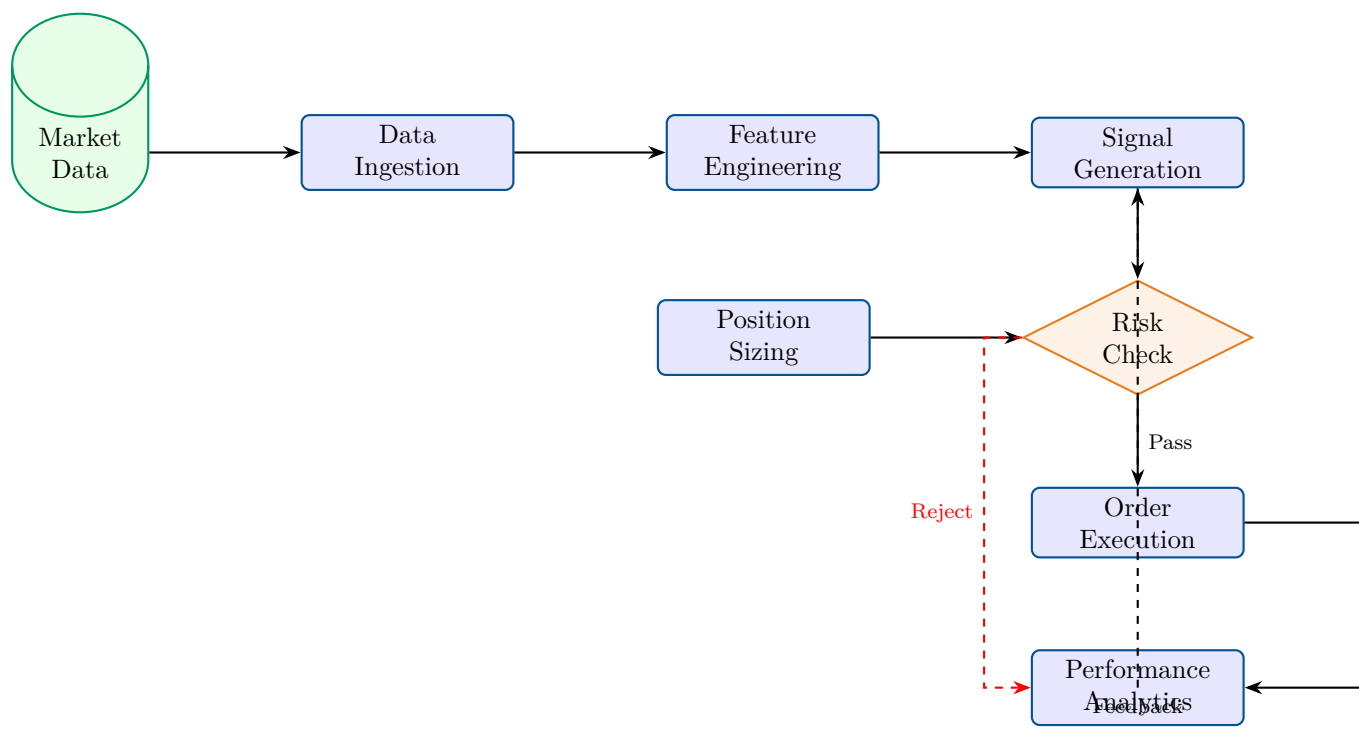 Market
Data
Data
Ingestion
Feature
Engineering
Signal
Generation
Position
Sizing
Risk
Check
Pass
Reject
Order
Execution
Performance
Analytics
Feedback